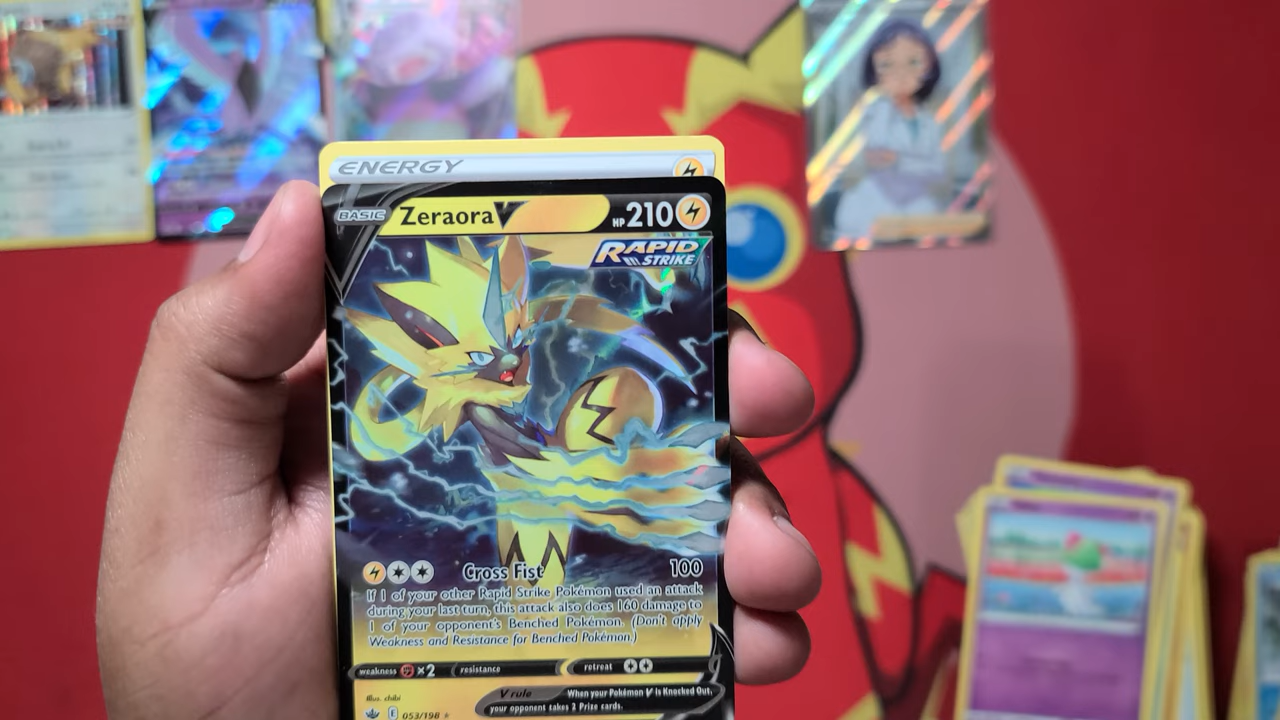 ENERGY
BASIC Zeraora V HP 210
RAPID STRIKE
Cross Fist 100
If 1 of your other Rapid Strike Pokémon used an attack
during your last turn, this attack also does 160 damage to
1 of your opponent's Benched Pokémon. (Don't apply
Weakness and Resistance for Benched Pokémon.)
weakness ×2 resistance retreat
Illus. chibi
V rule When your Pokémon V is Knocked Out,
your opponent takes 2 Prize cards.
E 053/198 ★